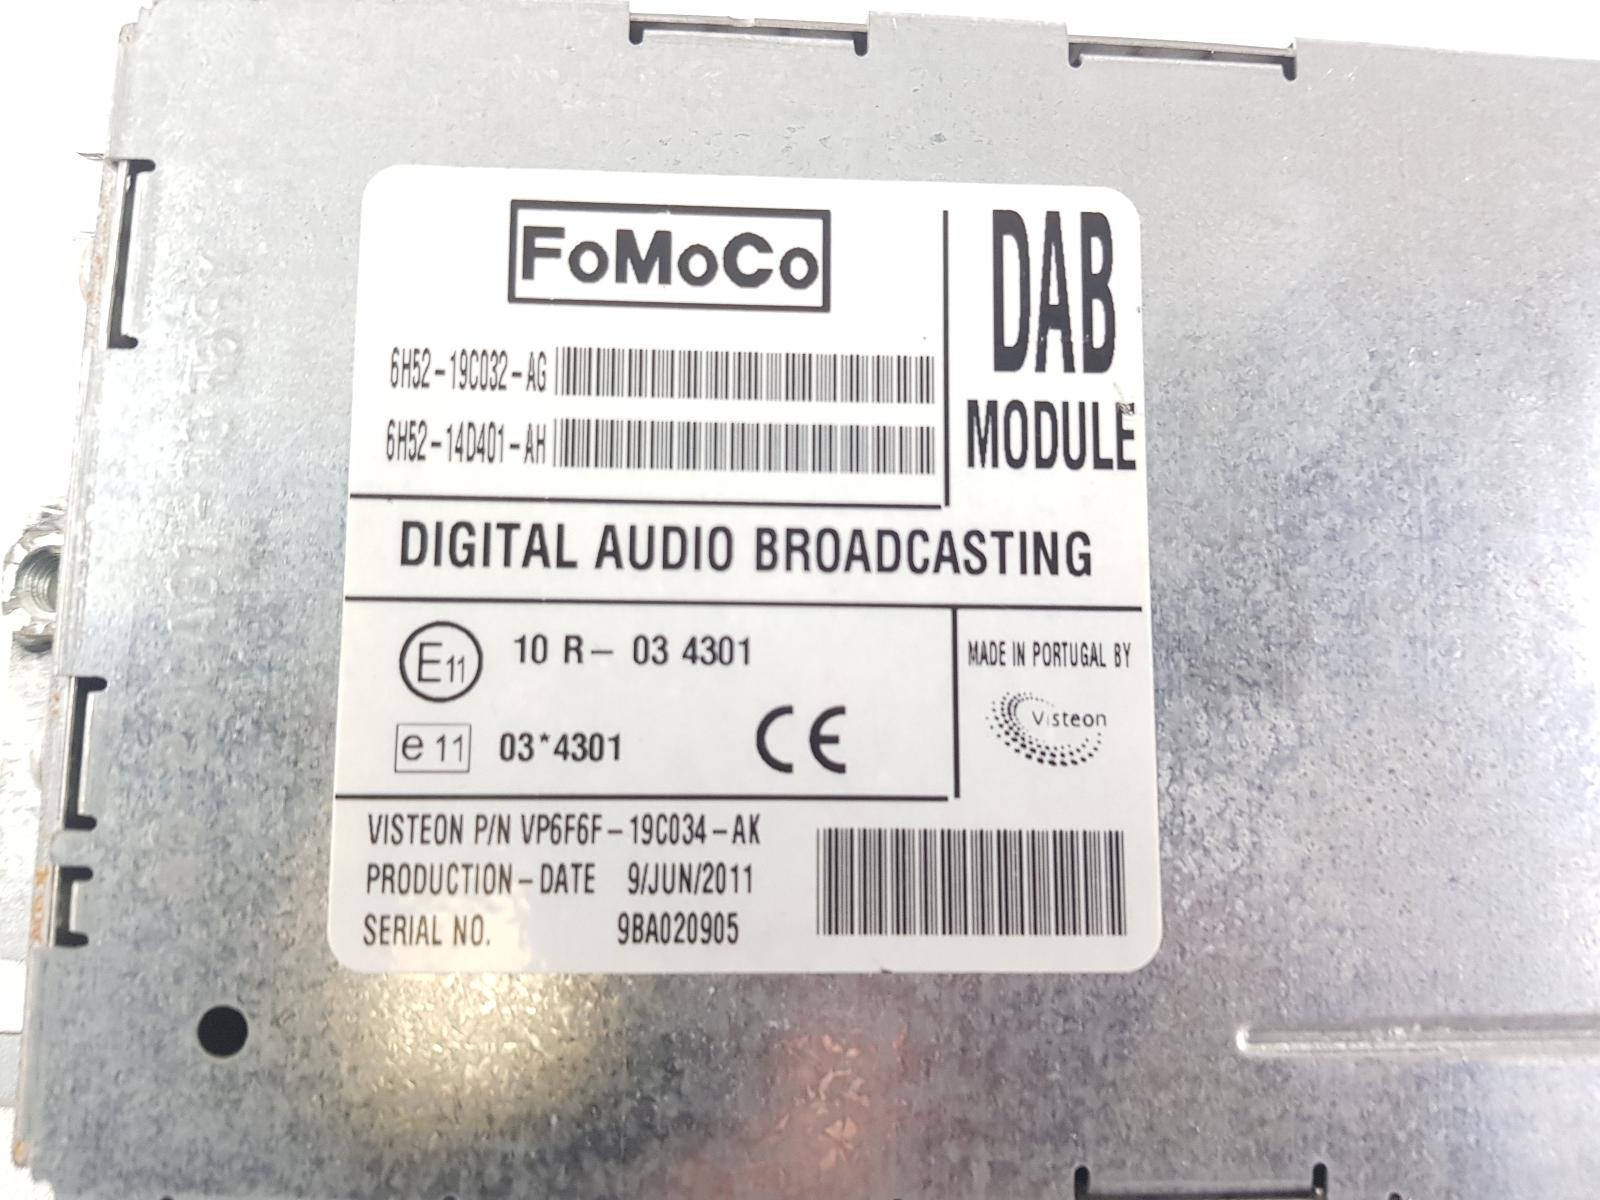 FoMoCo
DAB
MODULE
6H52-19C032-AG
6H52-14D401-AH
DIGITAL AUDIO BROADCASTING
E11 10 R- 03 4301
e 11 03*4301 CE
MADE IN PORTUGAL BY
Visteon
VISTEON P/N VP6F6F-19C034-AK
PRODUCTION-DATE 9/JUN/2011
SERIAL NO. 9BA020905